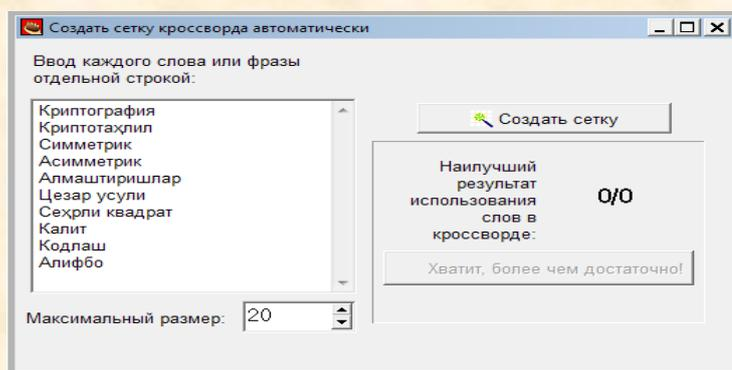 Создать сетку кроссворда автоматически
Ввод каждого слова или фразы
отдельной строкой:
Криптография
Криптотаҳлил
Симметрик
Асимметрик
Алмаштиришлар
Цезар усули
Сеҳрли квадрат
Калит
Кодлаш
Алифбо
Максимальный размер:
20
Создать сетку
Наилучший
результат
использования
слов в
кроссворде:
0/0
Хватит, более чем достаточно!